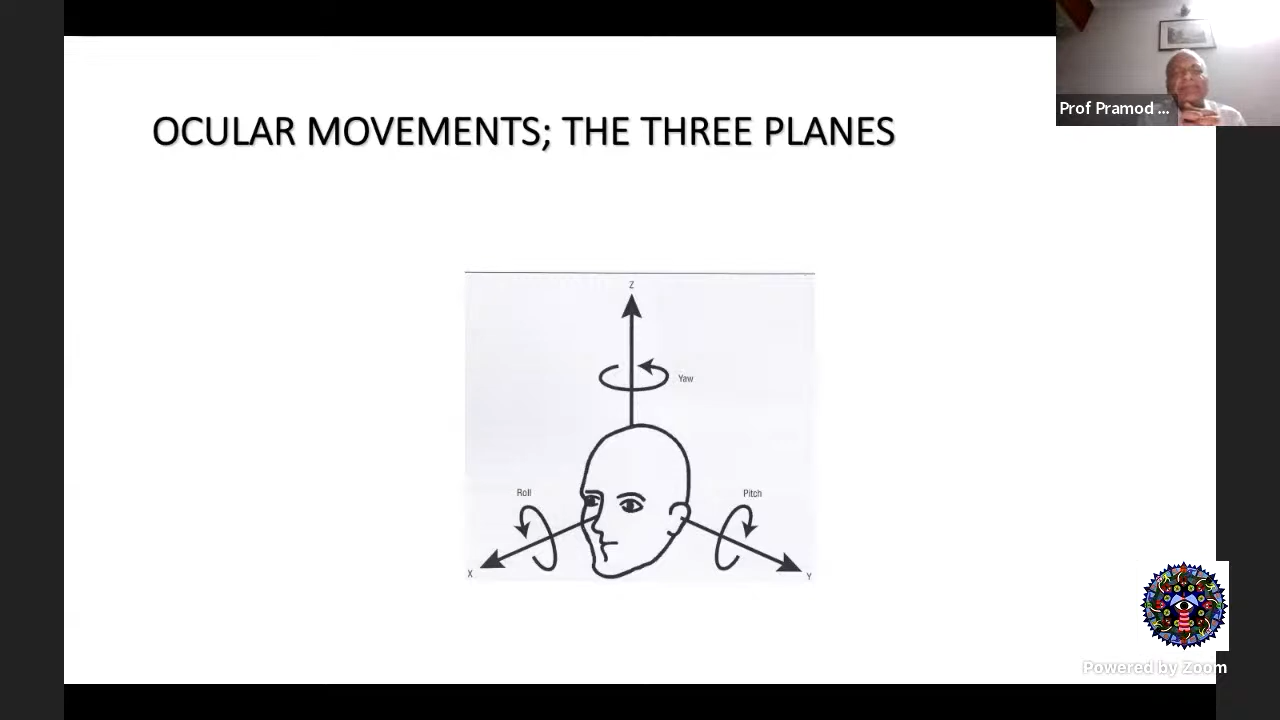 Prof Pramod ...
OCULAR MOVEMENTS; THE THREE PLANES
Z
Yaw
Roll
Pitch
X
Y
Powered by Zoom